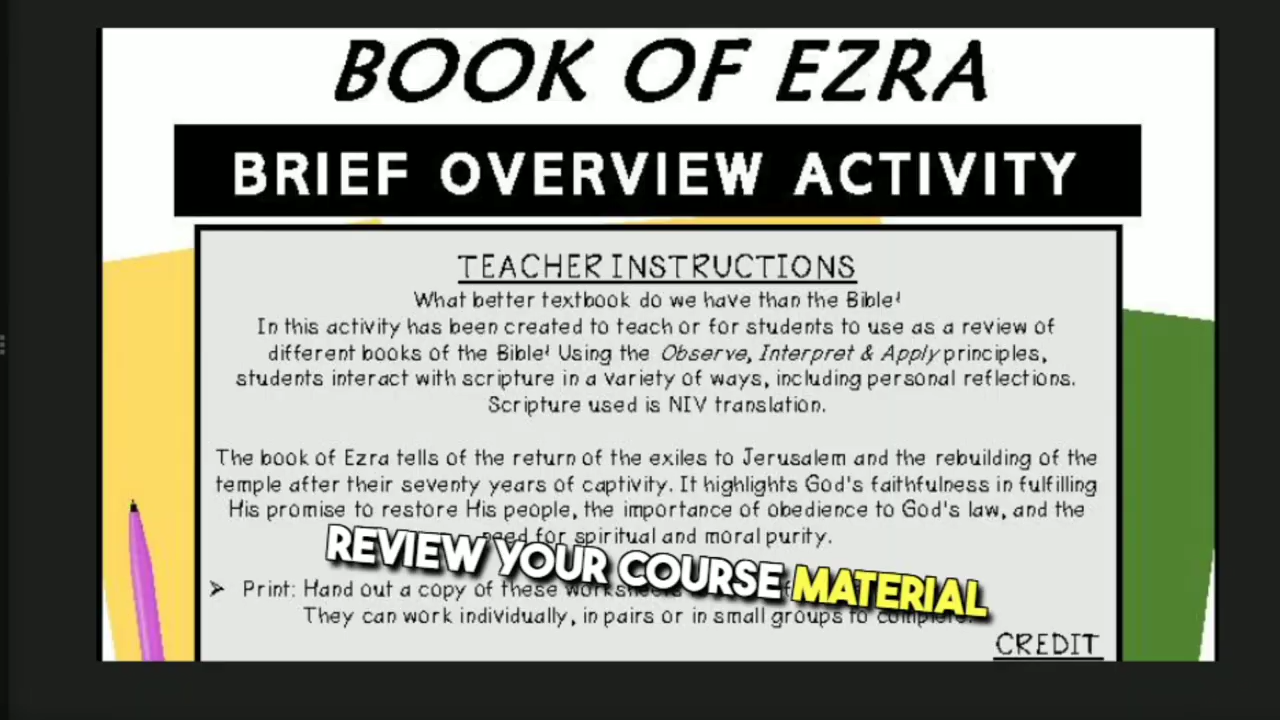 BOOK OF EZRA
BRIEF OVERVIEW ACTIVITY
TEACHER INSTRUCTIONS
What better textbook do we have than the Bible!
In this activity has been created to teach or for students to use as a review of
different books of the Bible! Using the Observe, Interpret & Apply principles,
students interact with scripture in a variety of ways, including personal reflections.
Scripture used is NIV translation.
The book of Ezra tells of the return of the exiles to Jerusalem and the rebuilding of the
temple after their seventy years of captivity. It highlights God's faithfulness in fulfilling
His promise to restore His people, the importance of obedience to God's law, and the
need for spiritual and moral purity.
REVIEW YOUR COURSE MATERIAL
➤ Print: Hand out a copy of these worksheets
They can work individually, in pairs or in small groups to complete.
CREDIT